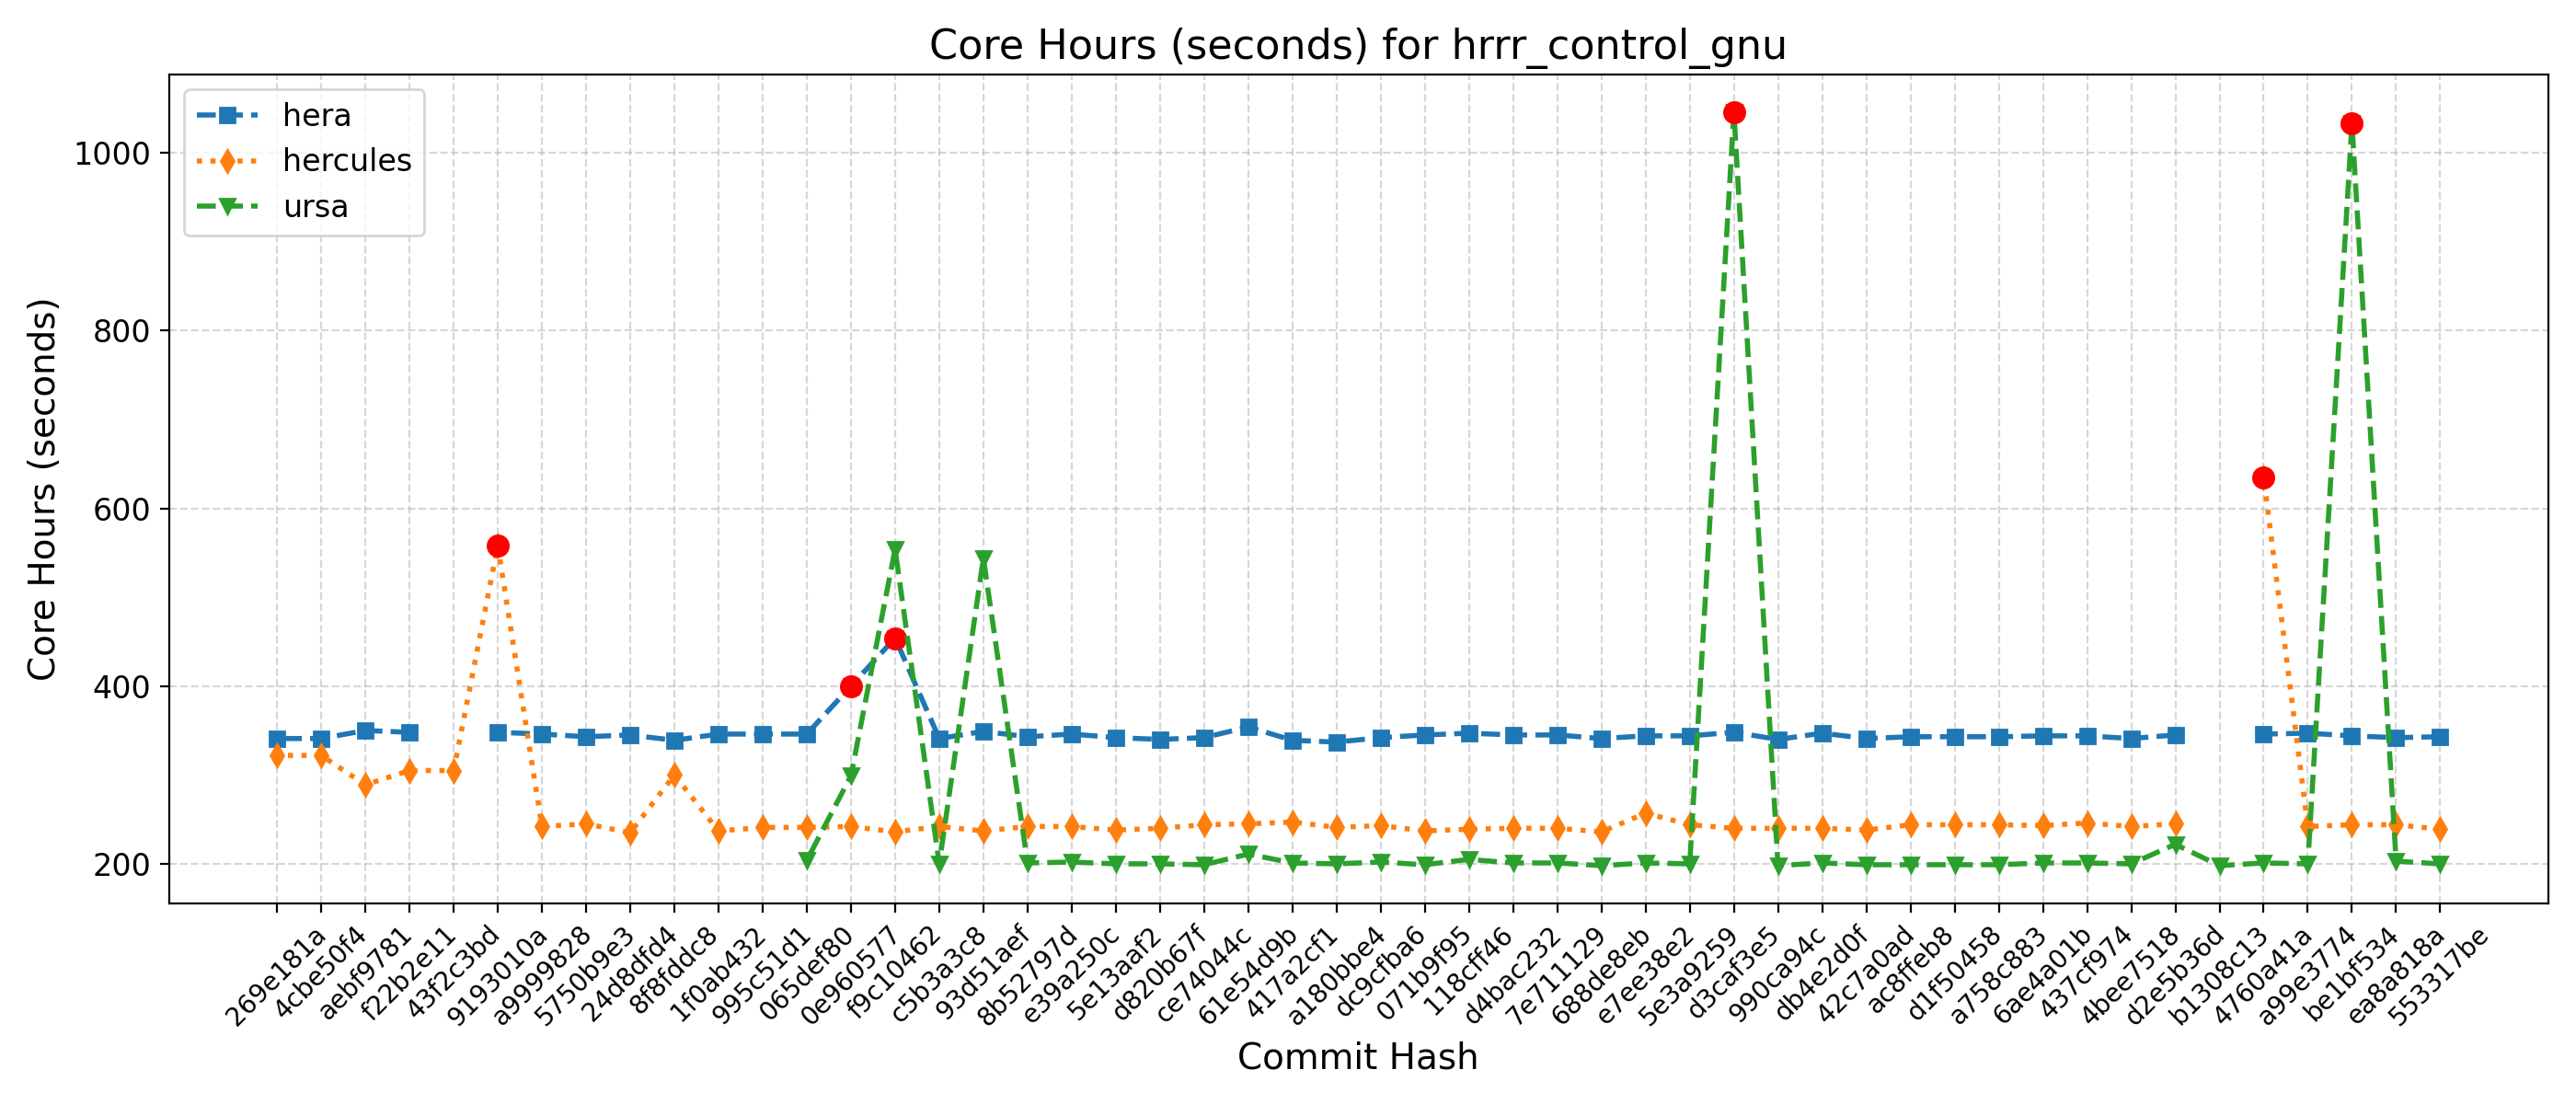 Core Hours (seconds) for hrrr_control_gnu
hera
hercules
ursa
Core Hours (seconds)
1000
800
600
400
200
269e181a
4cbe50f4
aebf9781
f22b2e11
43f2c3bd
9193010a
a9999828
5750b9e3
24d8dfd4
8f8fddc8
1f0ab432
995c51d1
065def80
0e960577
f9c10462
c5b3a3c8
93d51aef
8b52797d
e39a250c
5e13aaf2
d820b67f
ce74044c
61e54d9b
417a2cf1
a180bbe4
dc9cfba6
071b9f95
118cff46
d4bac232
7e711129
688de8eb
e7ee38e2
5e3a9259
d3caf3e5
990ca94c
db4e2d0f
42c7a0ad
ac8ffeb8
d1f50458
a758c883
6ae4a01b
437cf974
4bee7518
d2e5b36d
b1308c13
4760a41a
a99e3774
be1bf534
ea8a818a
553317be
Commit Hash